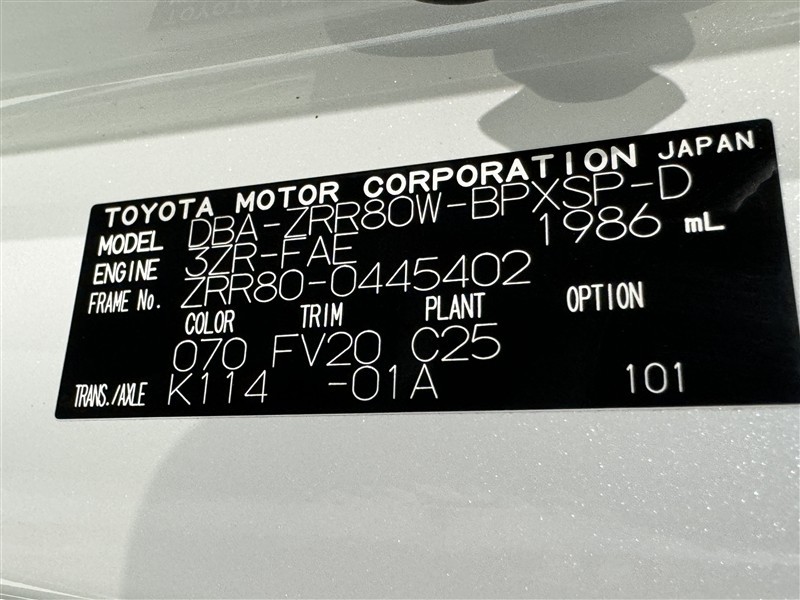 TOYOTA MOTOR CORPORATION JAPAN
MODEL DBA-ZRR80W-BPXSP-D
ENGINE 3ZR-FAE 1986 mL
FRAME No. ZRR80-0445402
COLOR TRIM PLANT OPTION
070 FV20 C25
TRANS./AXLE K114 -01A 101